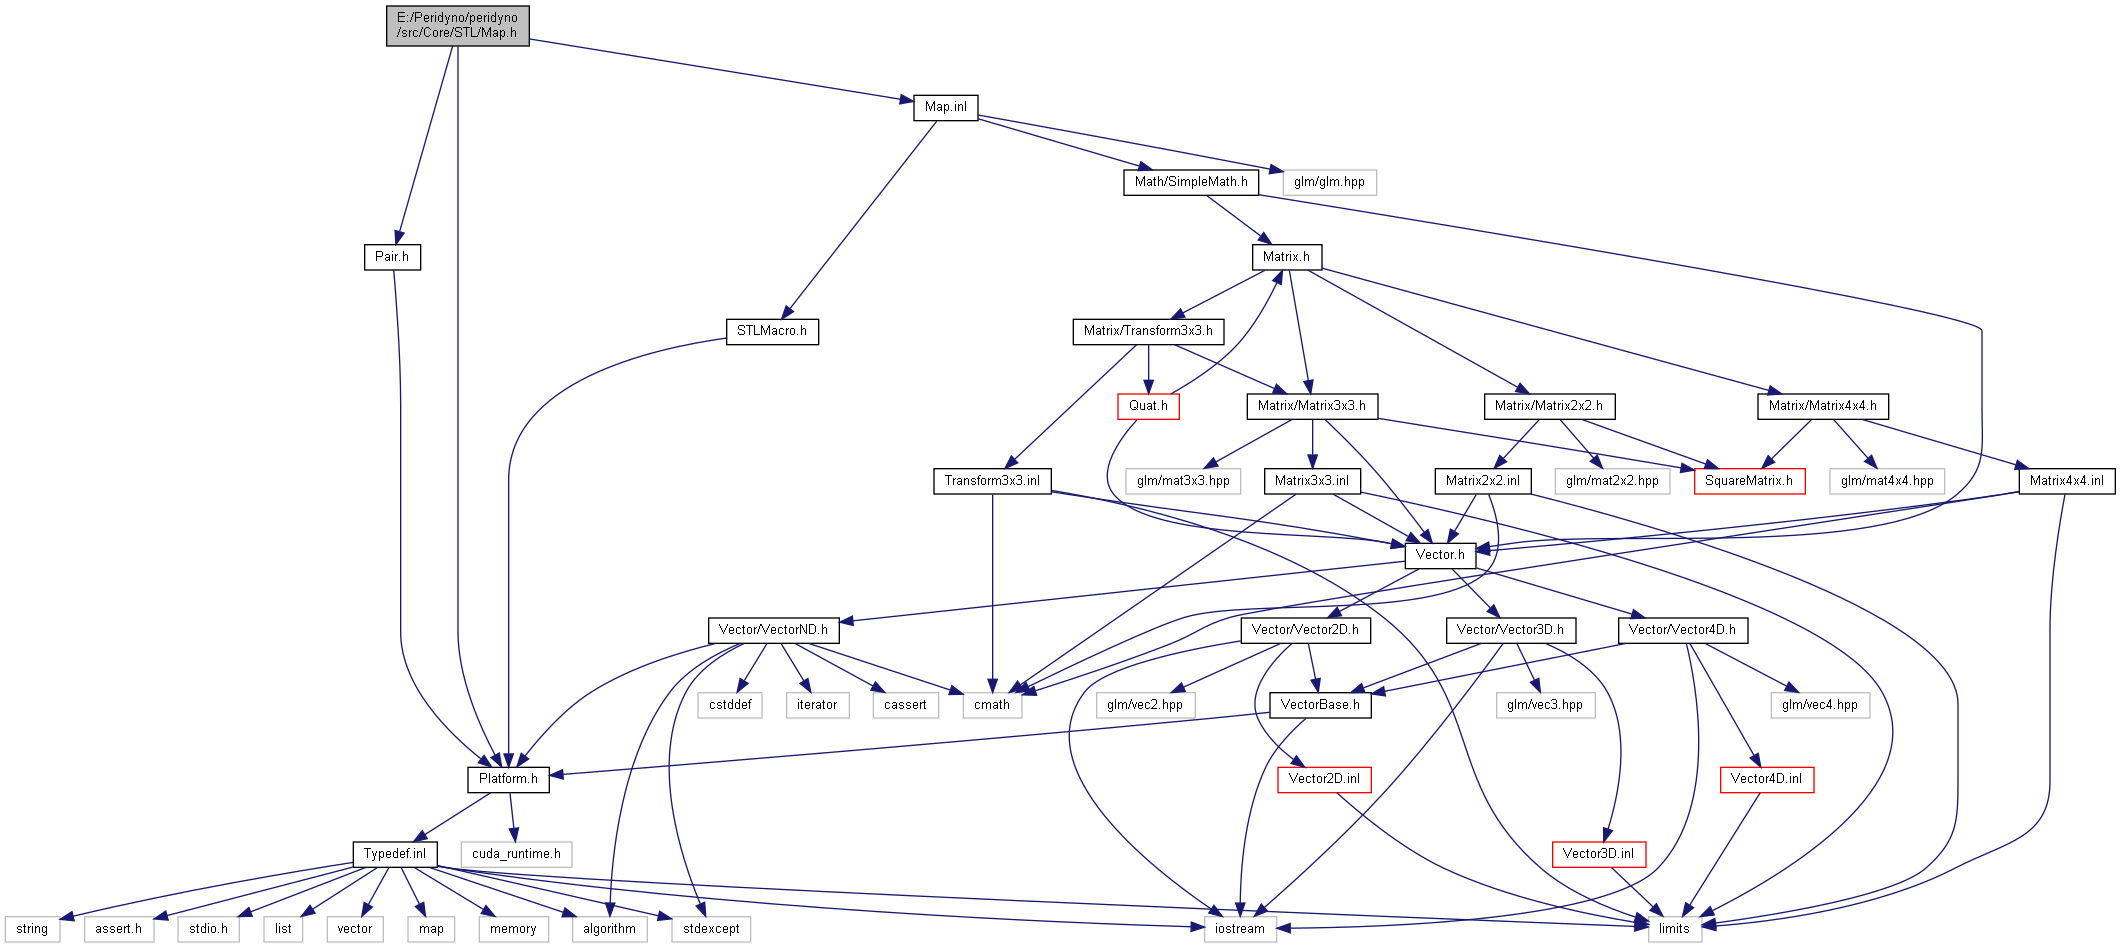 E:/Peridyno/peridyno
/src/Core/STL/Map.h
Map.inl
Math/SimpleMath.h
glm/glm.hpp
Pair.h
Matrix.h
STLMacro.h
Matrix/Transform3x3.h
Quat.h
Matrix/Matrix3x3.h
Matrix/Matrix2x2.h
Matrix/Matrix4x4.h
Transform3x3.inl
glm/mat3x3.hpp
Matrix3x3.inl
Matrix2x2.inl
glm/mat2x2.hpp
SquareMatrix.h
glm/mat4x4.hpp
Matrix4x4.inl
Vector.h
Vector/VectorND.h
Vector/Vector2D.h
Vector/Vector3D.h
Vector/Vector4D.h
cstddef
iterator
cassert
cmath
glm/vec2.hpp
VectorBase.h
glm/vec3.hpp
glm/vec4.hpp
Platform.h
Vector2D.inl
Vector4D.inl
Typedef.inl
cuda_runtime.h
Vector3D.inl
string
assert.h
stdio.h
list
vector
map
memory
algorithm
stdexcept
iostream
limits